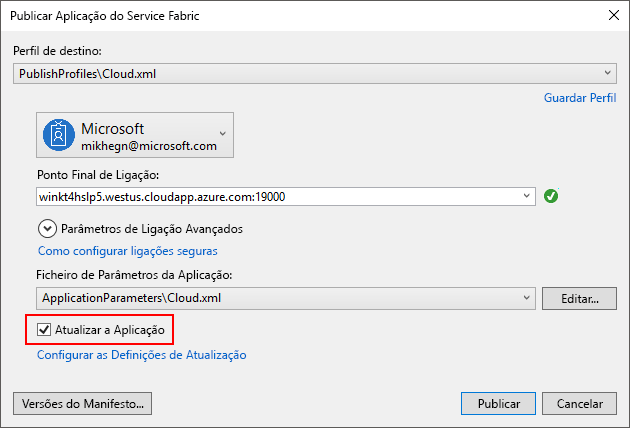 Publicar Aplicação do Service Fabric
Perfil de destino:
PublishProfiles\Cloud.xml
Guardar Perfil
Microsoft
mikhegn@microsoft.com
Ponto Final de Ligação:
winkt4hslp5.westus.cloudapp.azure.com:19000
Parâmetros de Ligação Avançados
Como configurar ligações seguras
Ficheiro de Parâmetros da Aplicação:
ApplicationParameters\Cloud.xml
Editar...
Atualizar a Aplicação
Configurar as Definições de Atualização
Versões do Manifesto...
Publicar
Cancelar